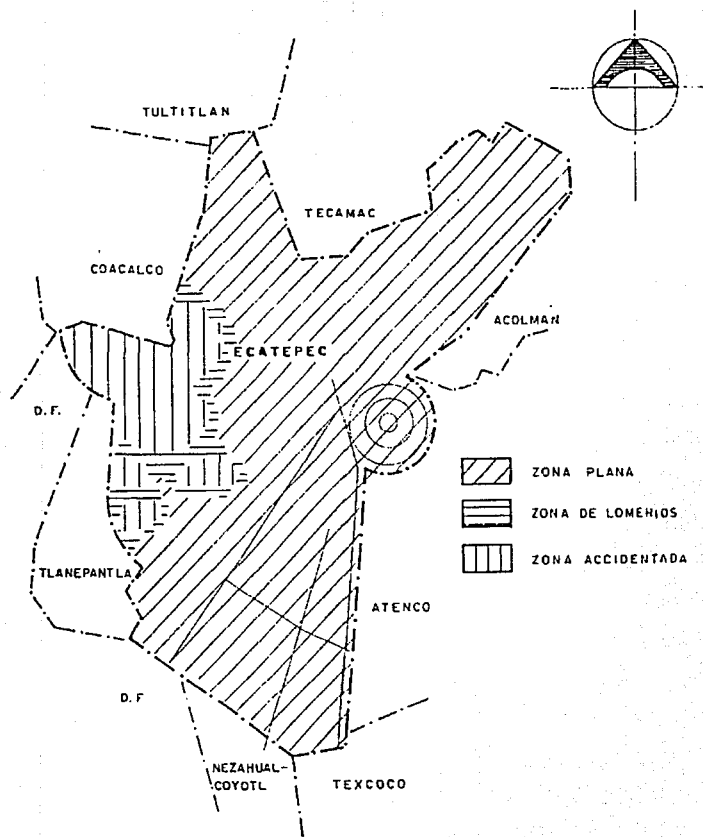 TULTITLAN
TECAMAC
COACALCO
ACOLMAN
ECATEPEC
D.F.
ZONA PLANA
ZONA DE LOMERIOS
ZONA ACCIDENTADA
TLANEPANTLA
ATENCO
D.F
NEZAHUAL-
COYOTL
TEXCOCO